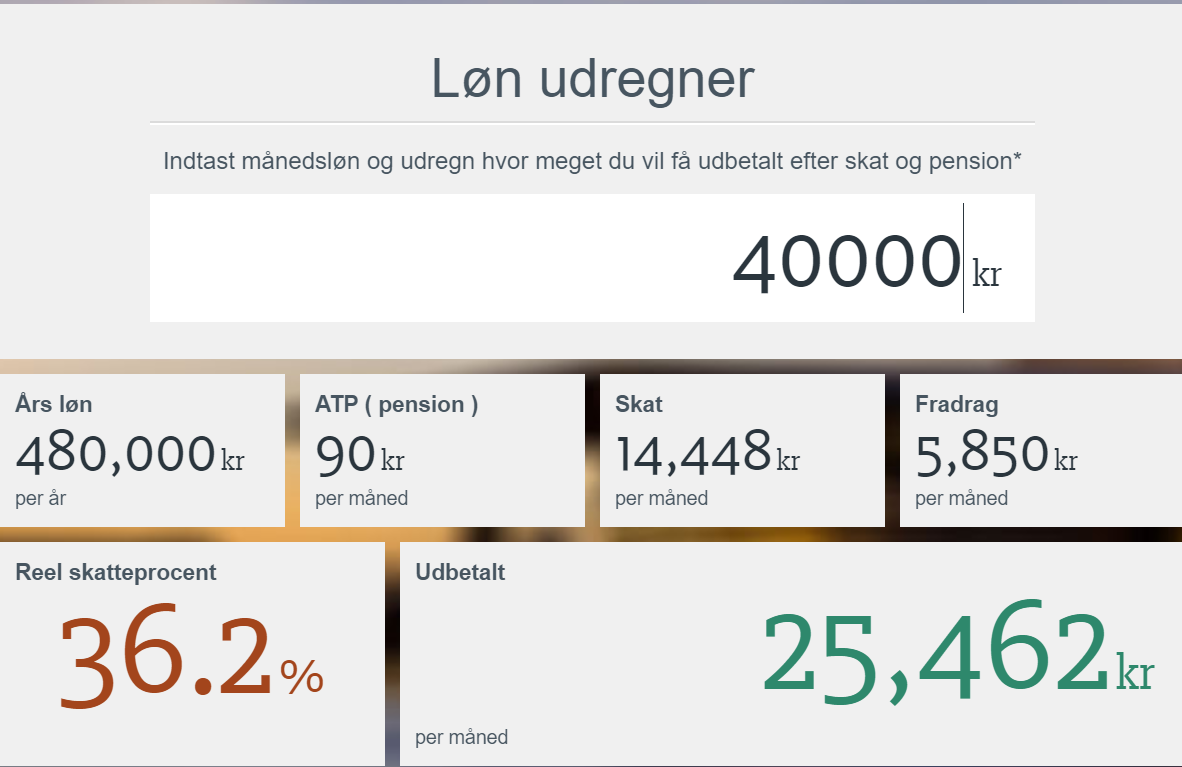 Løn udregner
Indtast månedsløn og udregn hvor meget du vil få udbetalt efter skat og pension*
40000 kr
Års løn
480,000 kr
per år
ATP ( pension )
90 kr
per måned
Skat
14,448 kr
per måned
Fradrag
5,850 kr
per måned
Reel skatteprocent
36.2 %
Udbetalt
25,462 kr
per måned